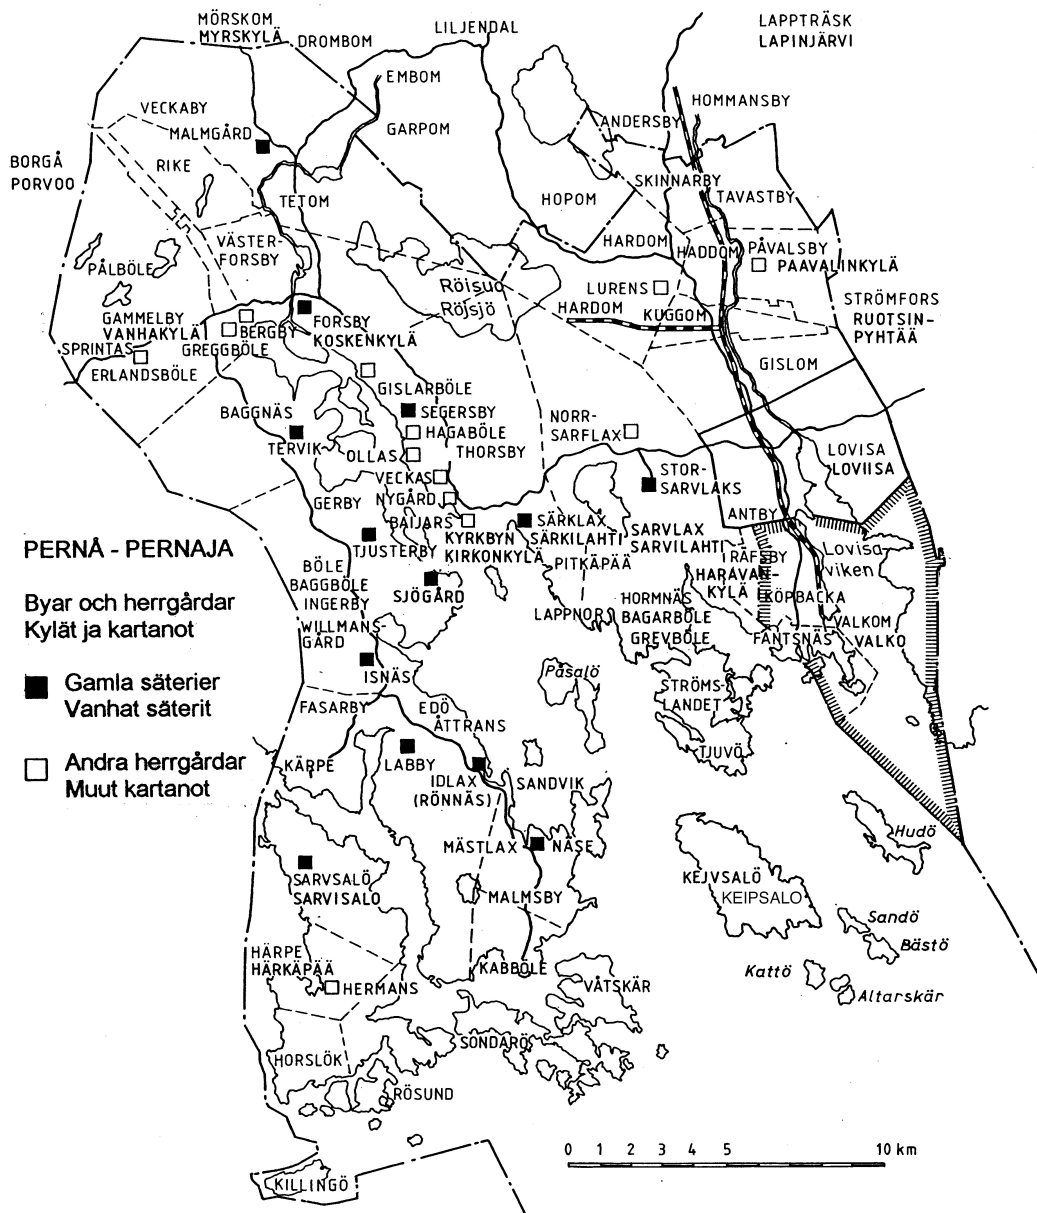 MÖRSKOM
MYRSKYLÄ
DROMBOM
LILJENDAL
LAPPTRÄSK
LAPINJÄRVI
EMBOM
VECKABY
MALMGÅRD
GARPOM
ANDERSBY
HOMMANSBY
BORGÅ
PORVOO
RIKE
TETOM
HOPOM
SKINNARBY
TAVASTBY
VÄSTER-
FORSBY
HARDOM
HADDOM
PÅVALSBY
PAAVALINKYLÄ
PÅLBÖLE
Röisuo
Röjsjö
LURENS
HARDOM
KUGGOM
STRÖMFORS
RUOTSIN-
PYHTÄÄ
GAMMELBY
VANHAKYLÄ
BERGBY
FORSBY
KOSKENKYLÄ
SPRINTAS
GREGGBÖLE
ERLANDSBÖLE
GISLOM
GISLARBÖLE
BAGGNÄS
SEGERSBY
NORR-
SARFLAX
TERVIK
HAGABÖLE
OLLAS
THORSBY
LOVISA
LOVIISA
VECKAS
STOR-
SARVLAKS
GERBY
NYGÅRD
ANTBY
BAIJARS
KYRKBYN
KIRKONKYLÄ
SÄRKLAX
SÄRKILAHTI
SARVLAX
SARVILAHTI
PERNÅ - PERNAJA
TJUSTERBY
PITKÄPÄÄ
TRÄFSBY
HARAVAN-
KYLÄ
Lovisa
viken
BÖLE
BAGGBÖLE
INGERBY
SJÖGÅRD
KÖPBACKA
Byar och herrgårdar
Kylät ja kartanot
LAPPNOR
HORMNÄS
BAGARBÖLE
GREVBÖLE
VALKOM
VALKO
WILLMANS-
GÅRD
FANTSNÄS
ISNÄS
Påsalö
Gamla säterier
Vanhat säterit
STRÖMS-
LANDET
FASARBY
EDÖ
ÅTTRANS
TJUVÖ
Andra herrgårdar
Muut kartanot
KÄRPE
LABBY
IDLAX
(RÖNNÄS)
SANDVIK
Hudö
MÄSTLAX
NÄSE
SARVSALÖ
SARVISALO
KEJVSALÖ
KEIPSALO
MALMSBY
Sandö
Bästö
HÄRPE
HÄRKÄPÄÄ
KABBÖLE
Kattö
HERMANS
VÅTSKÄR
Altarskär
SONDARÖ
HORSLÖK
RÖSUND
0 1 2 3 4 5 10 km
KILLINGÖ